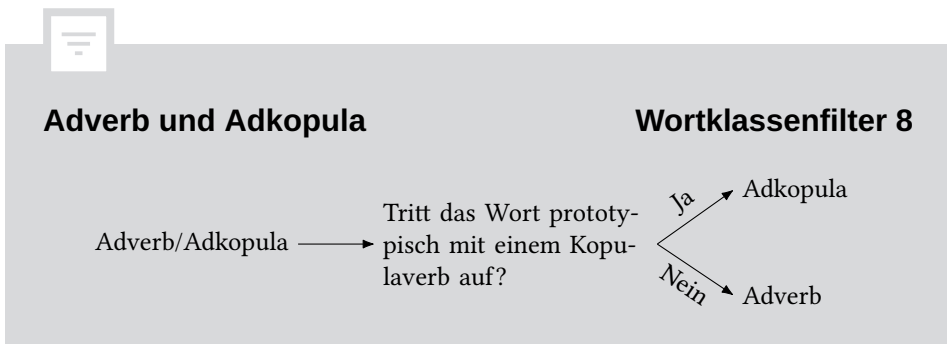 Adverb und Adkopula
Wortklassenfilter 8
Adverb/Adkopula
Tritt das Wort prototy-
pisch mit einem Kopu-
laverb auf?
Ja
Adkopula
Nein
Adverb